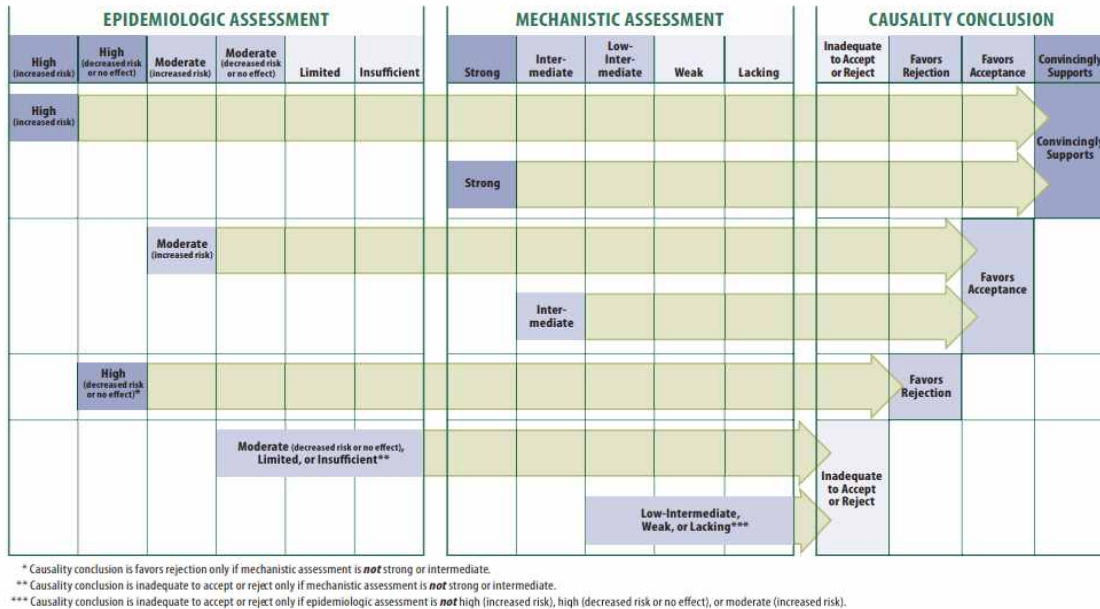 EPIDEMIOLOGIC ASSESSMENT
MECHANISTIC ASSESSMENT
CAUSALITY CONCLUSION
High
(increased risk)
High
(decreased risk
or no effect)
Moderate
(increased risk)
Moderate
(decreased risk
or no effect)
Limited
Insufficient
Strong
Inter-
mediate
Low-
Inter-
mediate
Weak
Lacking
Inadequate
to Accept
or Reject
Favors
Rejection
Favors
Acceptance
Convincingly
Supports
High
(increased risk)
Convincingly
Supports
Strong
Moderate
(increased risk)
Favors
Acceptance
Inter-
mediate
High
(decreased risk
or no effect)*
Favors
Rejection
Moderate (decreased risk or no effect),
Limited, or Insufficient**
Inadequate
to Accept
or Reject
Low-Intermediate,
Weak, or Lacking***
* Causality conclusion is favors rejection only if mechanistic assessment is not strong or intermediate.
** Causality conclusion is inadequate to accept or reject only if mechanistic assessment is not strong or intermediate.
*** Causality conclusion is inadequate to accept or reject only if epidemiologic assessment is not high (increased risk), high (decreased risk or no effect), or moderate (increased risk).